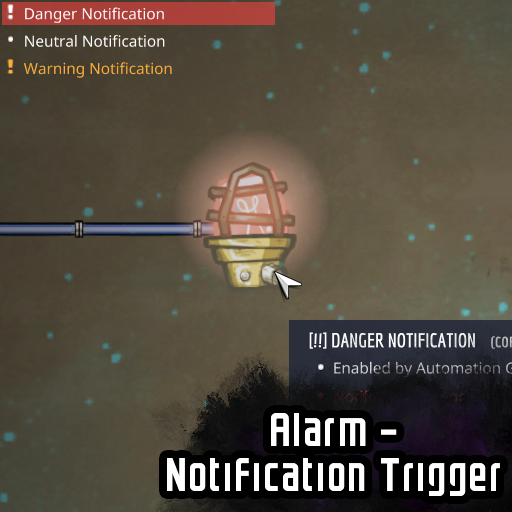 ! Danger Notification
• Neutral Notification
! Warning Notification
[!!] DANGER NOTIFICATION
• Enabled by Automation
Alarm -
Notification Trigger